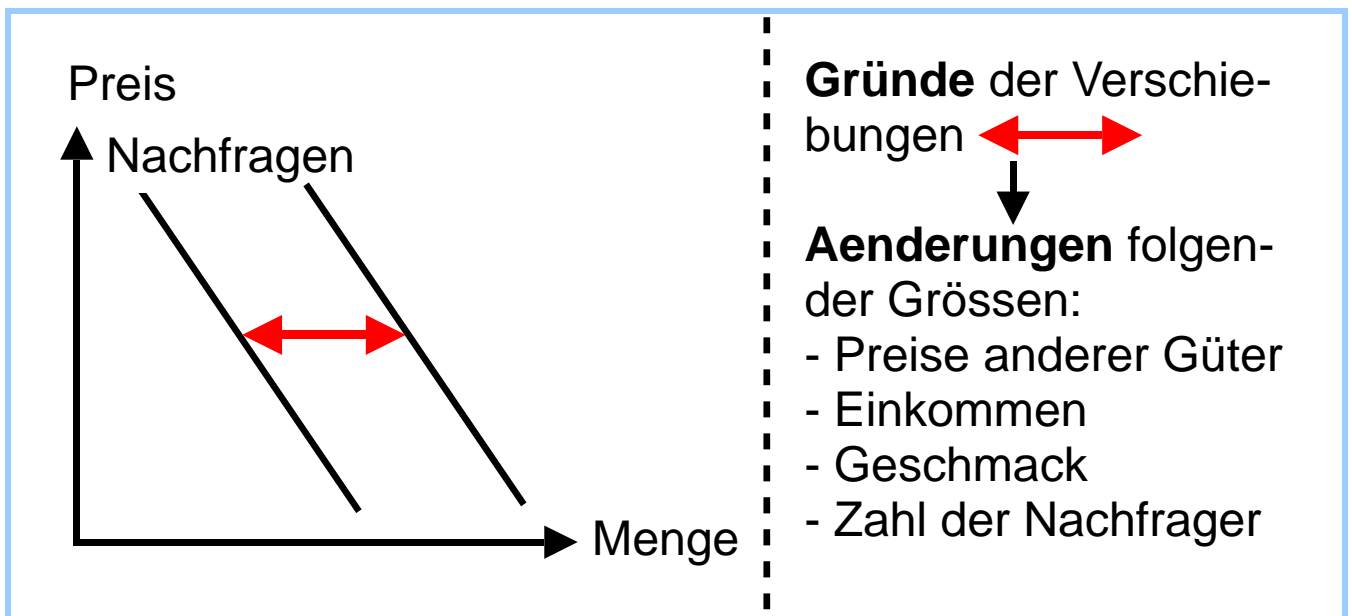 Preis
Nachfragen
Menge
Gründe der Verschie-
bungen
Aenderungen folgen-
der Grössen:
- Preise anderer Güter
- Einkommen
- Geschmack
- Zahl der Nachfrager